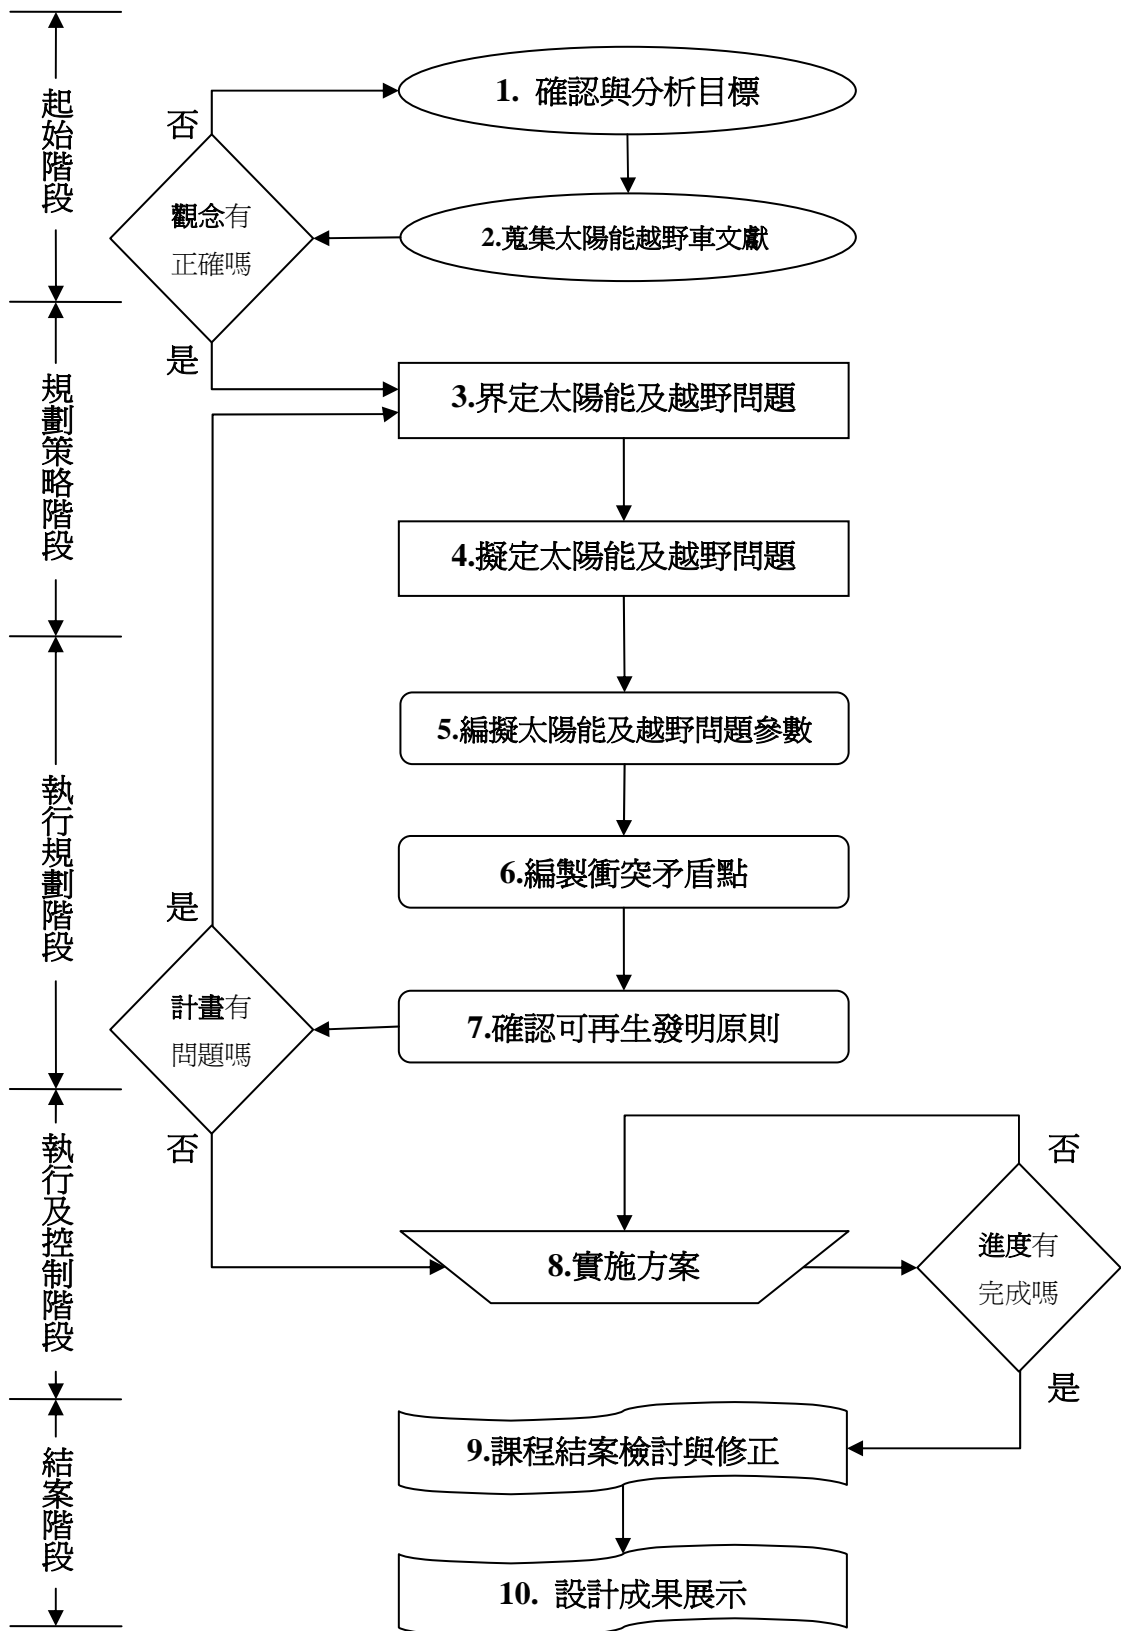 起始階段
1. 確認與分析目標
否
觀念有
正確嗎
2.蒐集太陽能越野車文獻
是
規劃策略階段
3.界定太陽能及越野問題
4.擬定太陽能及越野問題
執行規劃階段
5.編擬太陽能及越野問題參數
6.編製衝突矛盾點
是
計畫有
問題嗎
7.確認可再生發明原則
否
執行及控制階段
否
8.實施方案
進度有
完成嗎
是
結案階段
9.課程結案檢討與修正
10. 設計成果展示